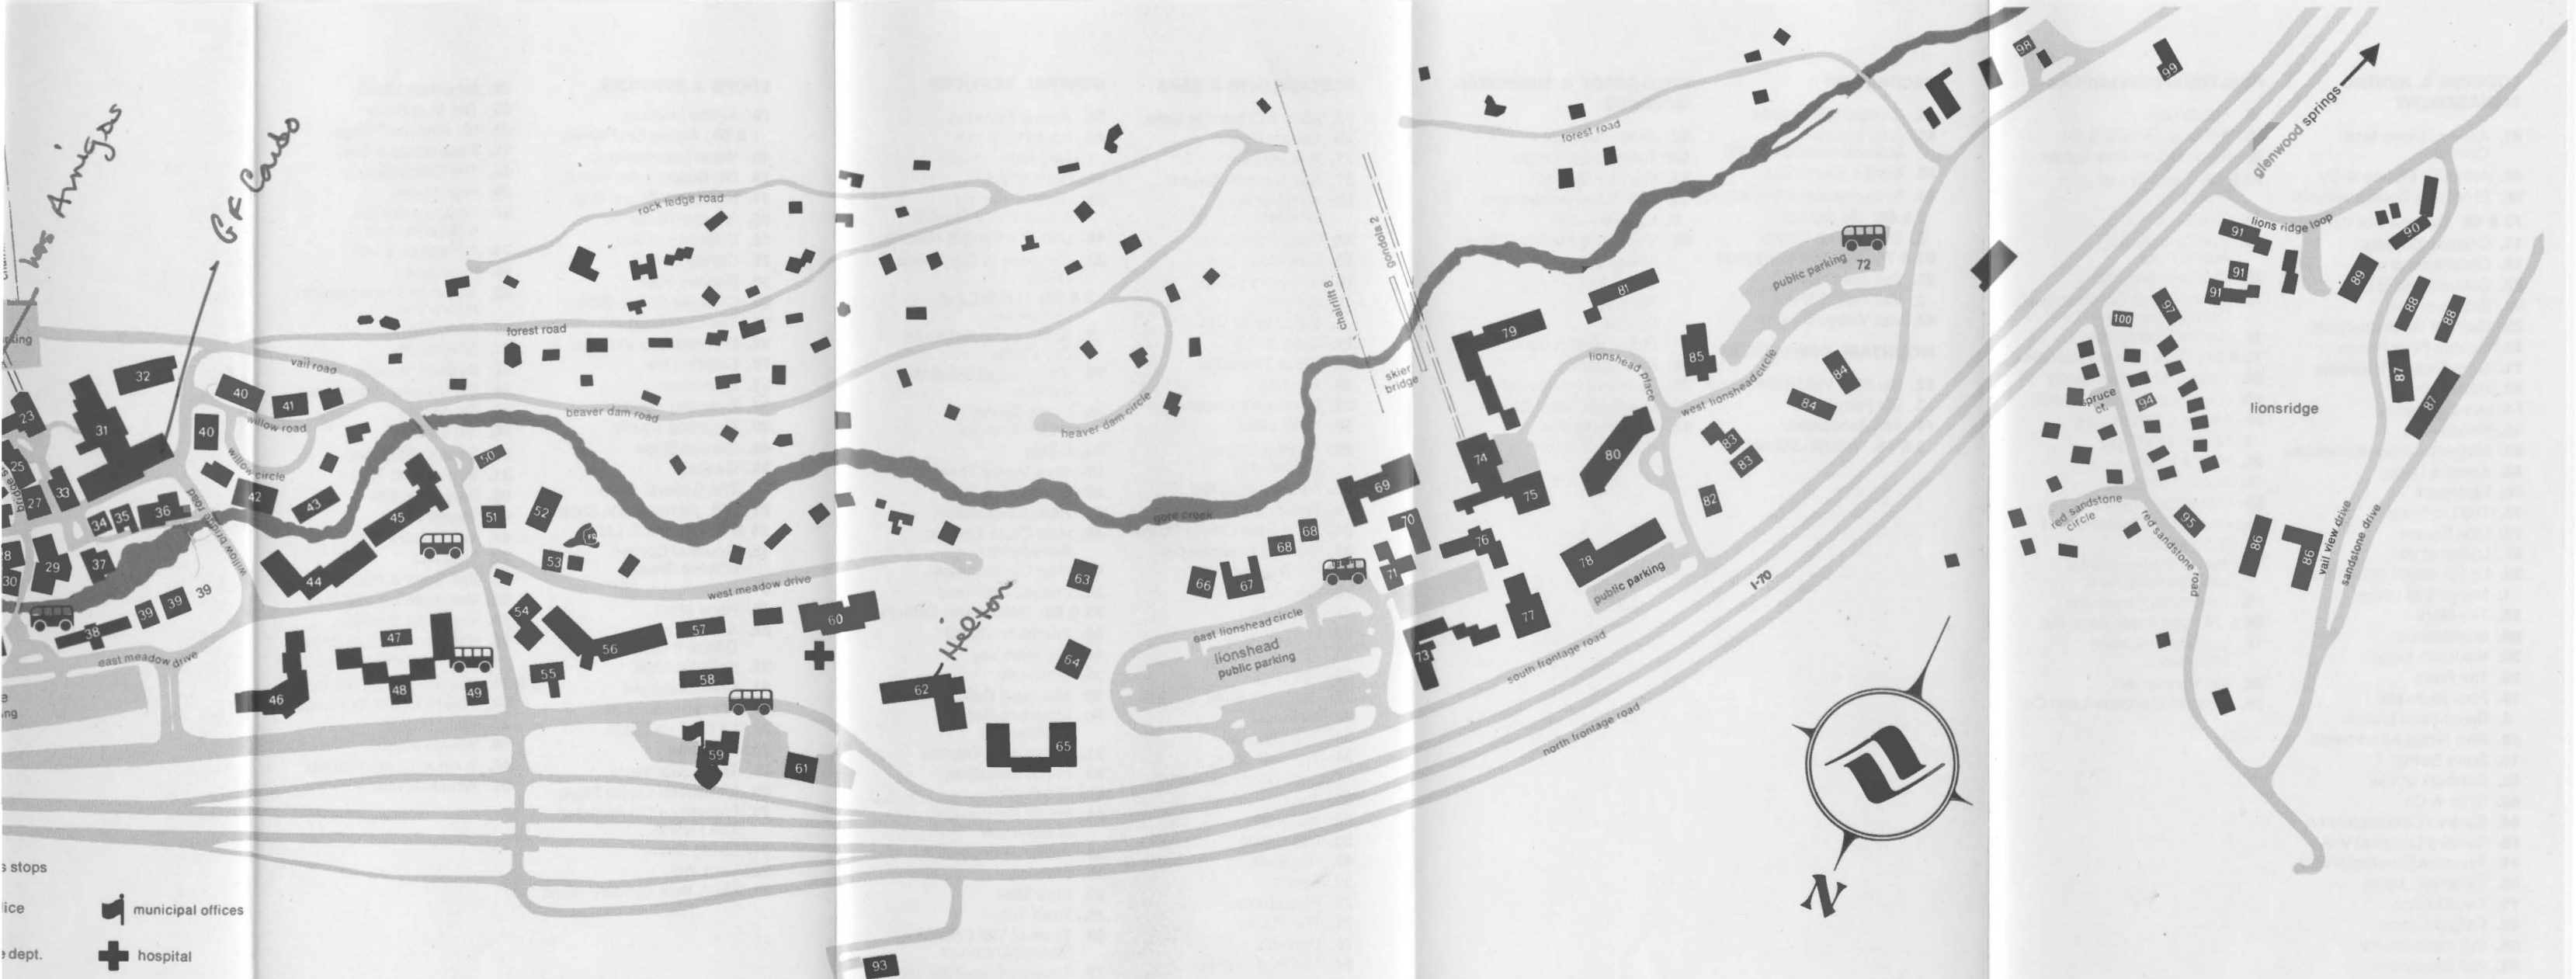 los Amigos
GF Cards
Hilton
rock ledge road
forest road
vail road
willow road
willow circle
willow bridge road
beaver dam road
beaver dam circle
gore creek
west meadow drive
east meadow drive
chairlift 8
gondola 2
skier
bridge
forest road
public parking
72
lionshead place
west lionshead circle
east lionshead circle
lionshead
public parking
public parking
south frontage road
I-70
north frontage road
glenwood springs
lions ridge loop
lionsridge
spruce
ct.
red sandstone
circle
red sandstone road
vail view drive
sandstone drive
23
25
27
29
30
31
32
33
34
35
36
37
38
39
39
39
40
40
41
42
43
44
45
46
47
48
49
50
51
52
53
54
55
56
57
58
59
60
61
62
63
64
65
66
67
68
68
69
70
71
73
74
75
76
77
78
79
80
81
82
83
83
84
84
85
86
86
87
87
88
88
89
90
91
91
91
93
94
95
97
98
99
100
N
s stops
municipal offices
dept.
hospital